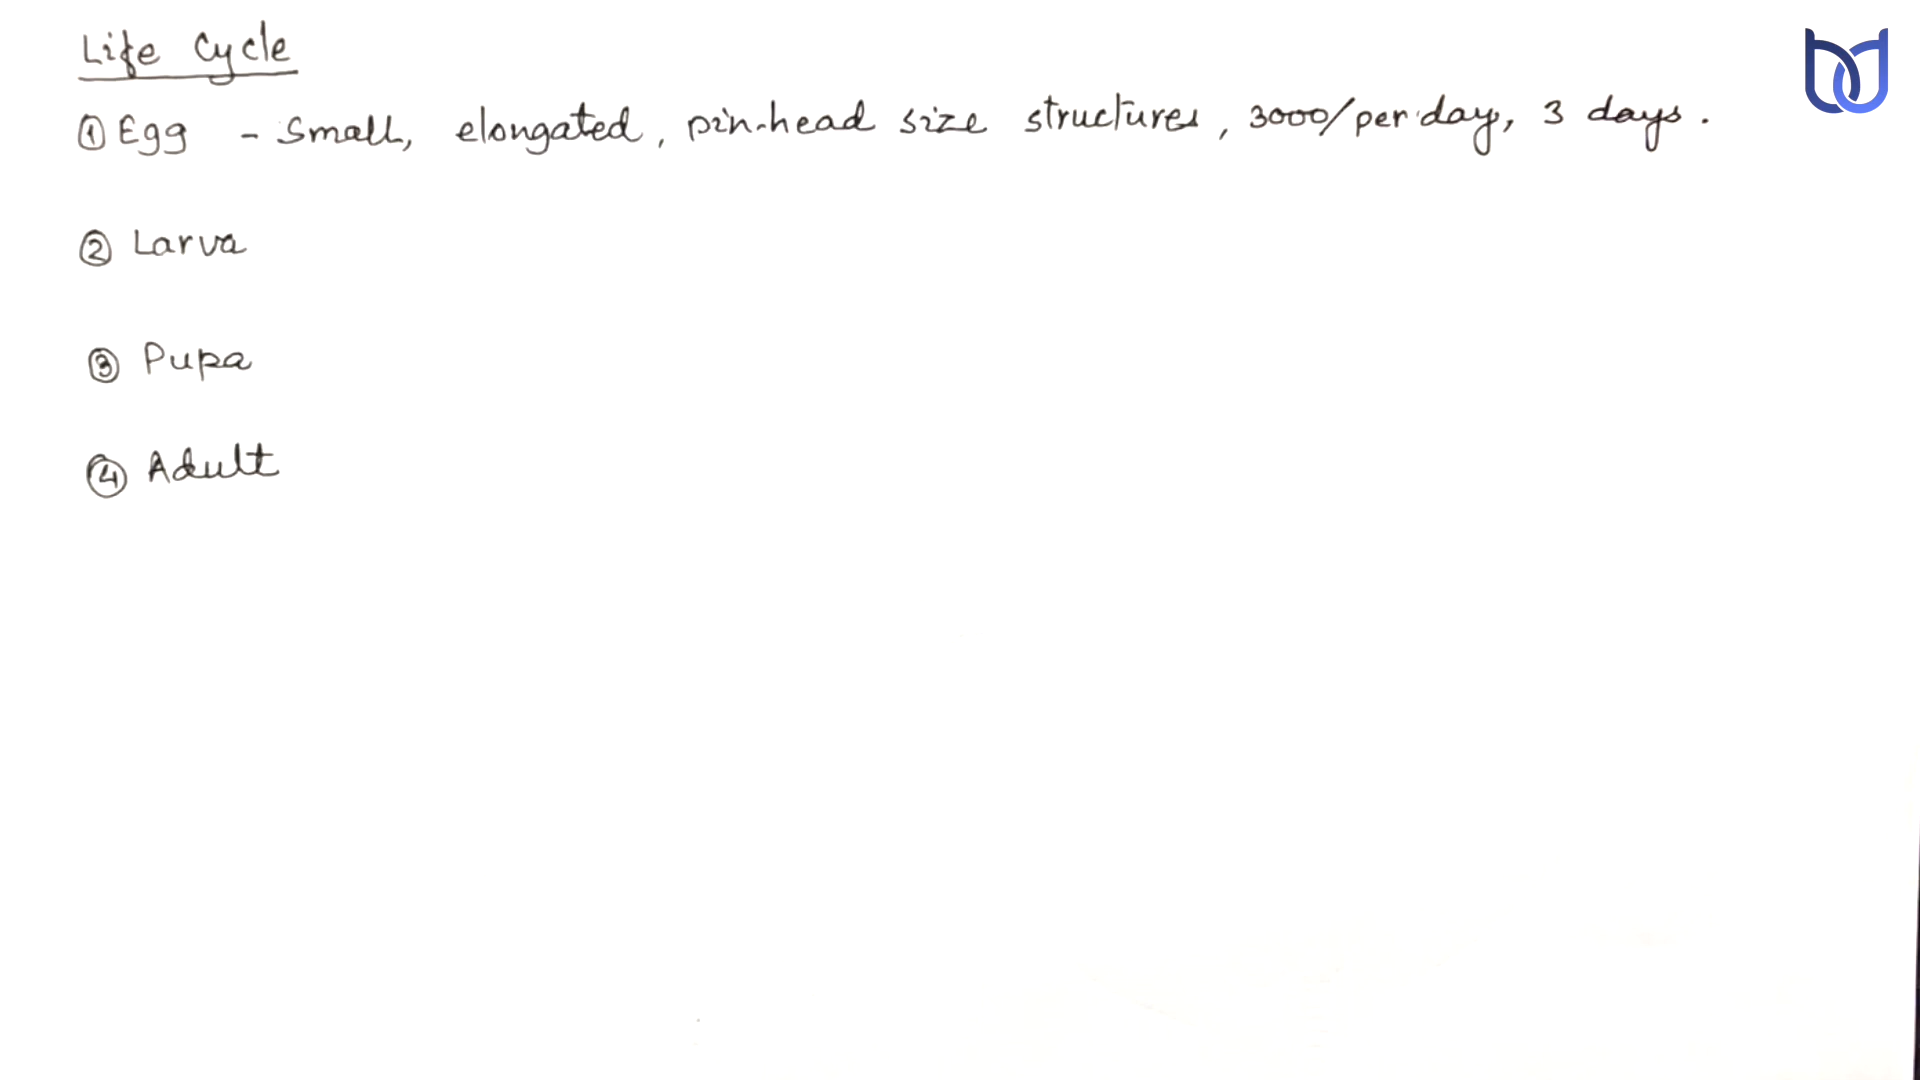 Life Cycle
① Egg - Small, elongated, pin-head size structures, 3000/per day, 3 days.
② Larva
③ Pupa
④ Adult